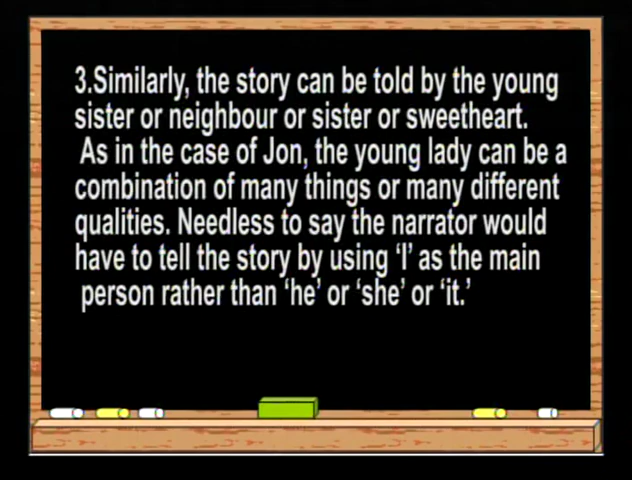 3.Similarly, the story can be told by the young
sister or neighbour or sister or sweetheart.
As in the case of Jon, the young lady can be a
combination of many things or many different
qualities. Needless to say the narrator would
have to tell the story by using ‘I’ as the main
person rather than ‘he’ or ‘she’ or ‘it.’